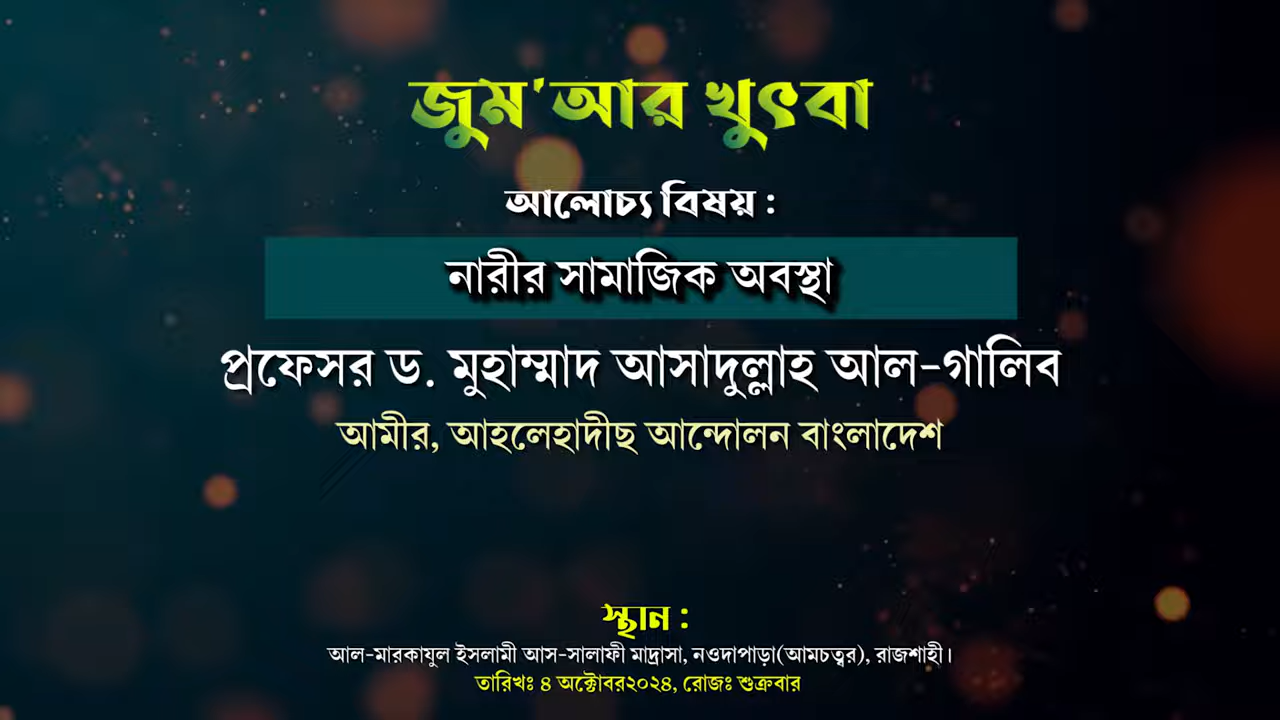 জুম'আর খুৎবা
আলোচ্য বিষয় :
নারীর সামাজিক অবস্থা
প্রফেসর ড. মুহাম্মাদ আসাদুল্লাহ আল-গালিব
আমীর, আহলেহাদীছ আন্দোলন বাংলাদেশ
স্থান :
আল-মারকাযুল ইসলামী আস-সালাফী মাদ্রাসা, নওদাপাড়া(আমচত্বর), রাজশাহী।
তারিখঃ ৪ অক্টোবর২০২৪, রোজঃ শুক্রবার